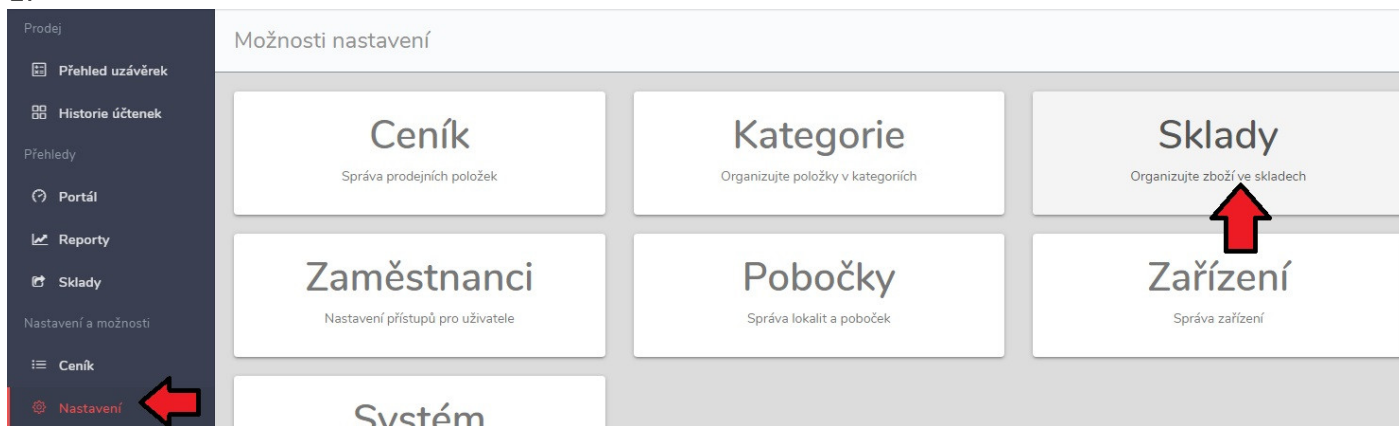 Prodej
Přehled uzávěrek
Historie účtenek
Přehledy
Portál
Reporty
Sklady
Nastavení a možnosti
Ceník
Nastavení
Možnosti nastavení
Ceník
Správa prodejních položek
Kategorie
Organizujte položky v kategoriích
Sklady
Organizujte zboží ve skladech
Zaměstnanci
Nastavení přístupů pro uživatele
Pobočky
Správa lokalit a poboček
Zařízení
Správa zařízení
Systém